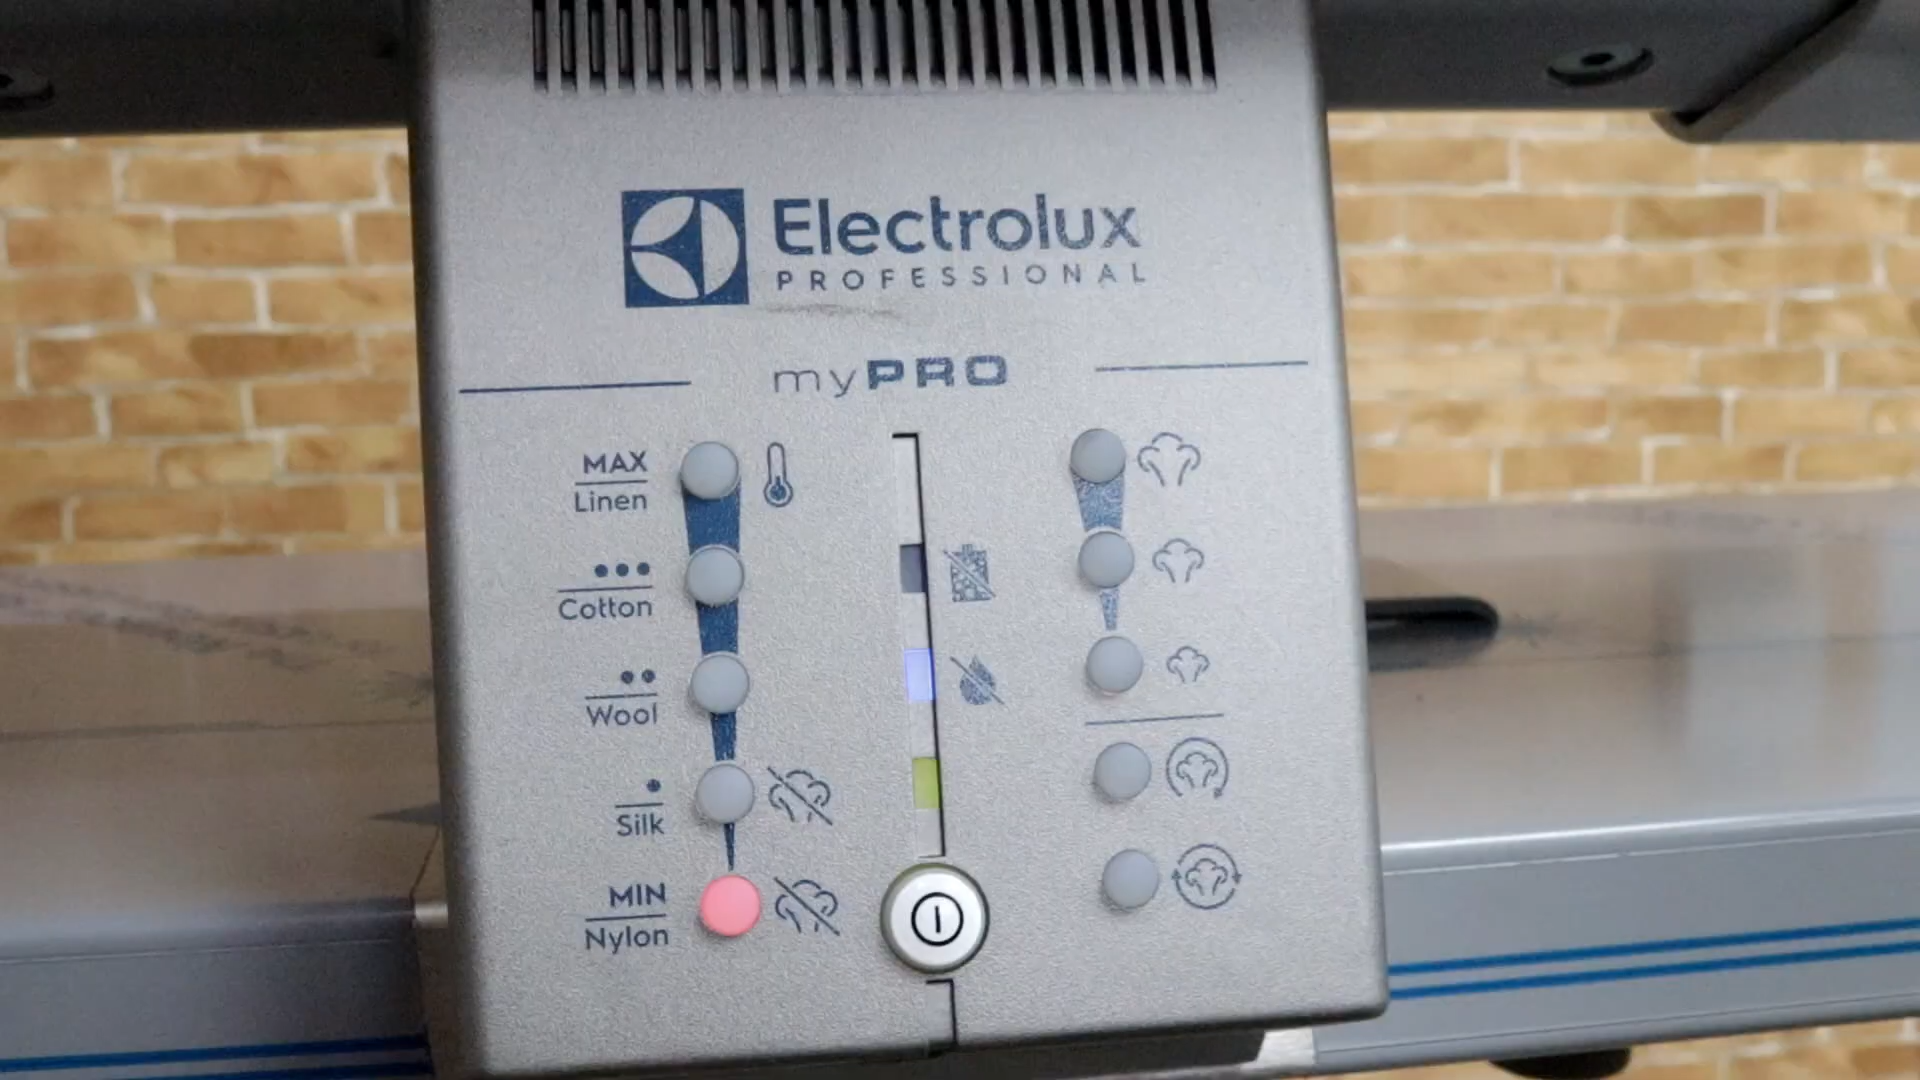 Electrolux
PROFESSIONAL
myPRO
MAX
Linen
Cotton
Wool
Silk
MIN
Nylon